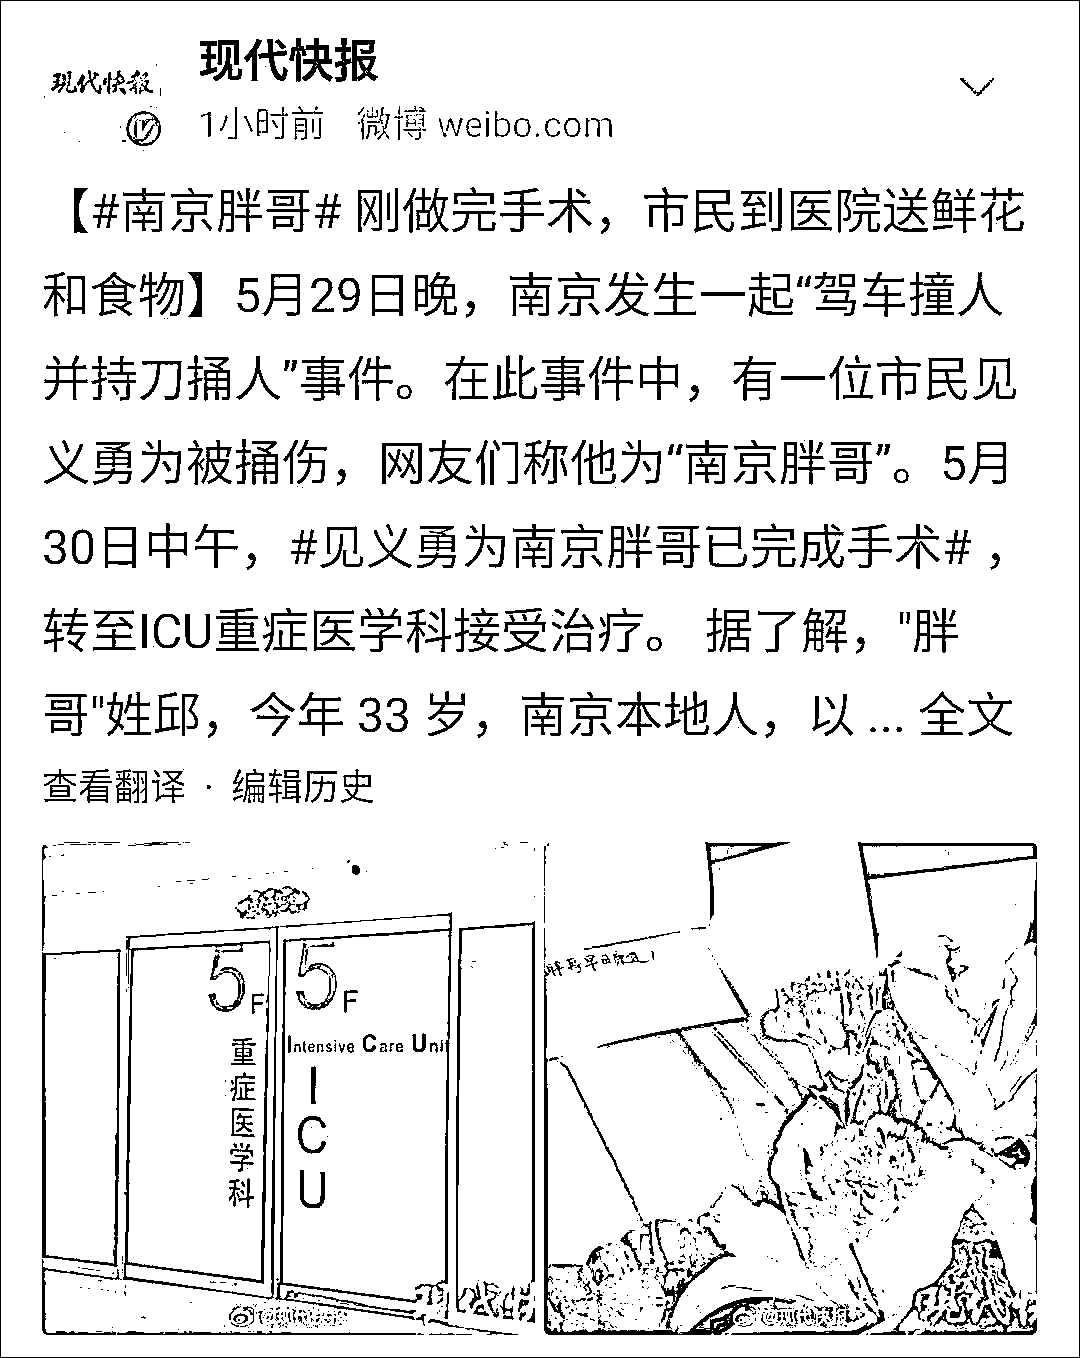 现代快报
现代快报
1小时前 微博 weibo.com
【#南京胖哥# 刚做完手术，市民到医院送鲜花
和食物】5月29日晚，南京发生一起“驾车撞人
并持刀捅人”事件。在此事件中，有一位市民见
义勇为被捅伤，网友们称他为“南京胖哥”。5月
30日中午，#见义勇为南京胖哥已完成手术# ，
转至ICU重症医学科接受治疗。 据了解，"胖
哥"姓邱，今年 33 岁，南京本地人，以 ... 全文
查看翻译 · 编辑历史
5F 5F
重症医学科
Intensive Care Unit
ICU
胖哥早日康复！
@现代快报
@现代快报